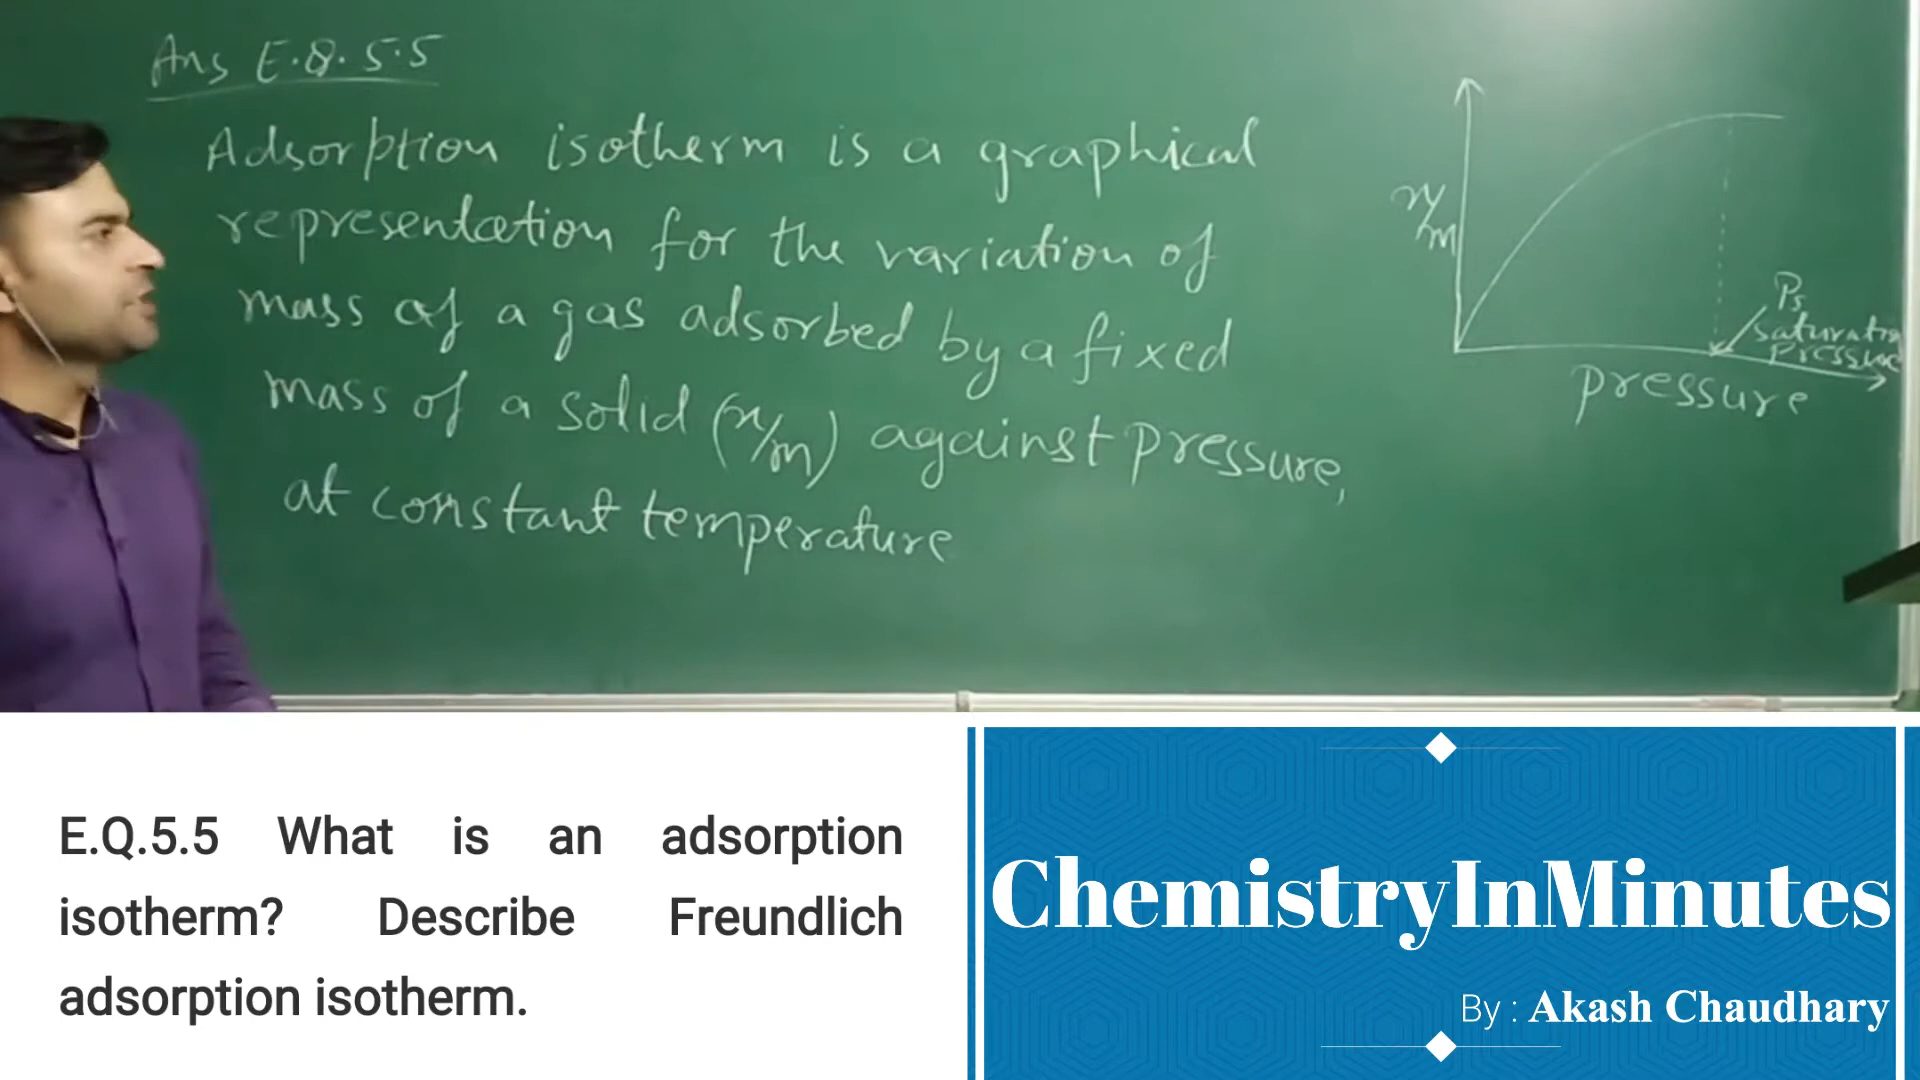 Ans E.Q. 5.5
Adsorption isotherm is a graphical
representation for the variation of
mass of a gas adsorbed by a fixed
mass of a solid (x/m) against pressure,
at constant temperature
x/m
Ps
saturation
pressure
pressure
E.Q.5.5 What is an adsorption
isotherm? Describe Freundlich
adsorption isotherm.
ChemistryInMinutes
By : Akash Chaudhary